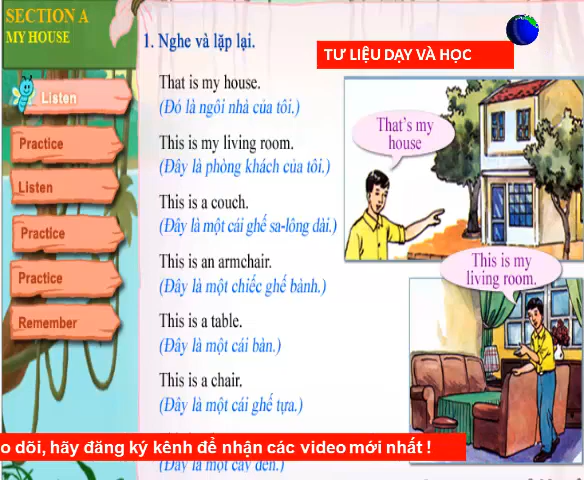 SECTION A
MY HOUSE
Listen
Practice
Listen
Practice
Practice
Remember
1. Nghe và lặp lại.
TƯ LIỆU DẠY VÀ HỌC
That is my house.
(Đó là ngôi nhà của tôi.)
This is my living room.
(Đây là phòng khách của tôi.)
This is a couch.
(Đây là một cái ghế sa-lông dài.)
This is an armchair.
(Đây là một chiếc ghế bành.)
This is a table.
(Đây là một cái bàn.)
This is a chair.
(Đây là một cái ghế tựa.)
(Đây là một cây đèn.)
That's my
house
This is my
living room.
o dõi, hãy đăng ký kênh để nhận các video mới nhất !